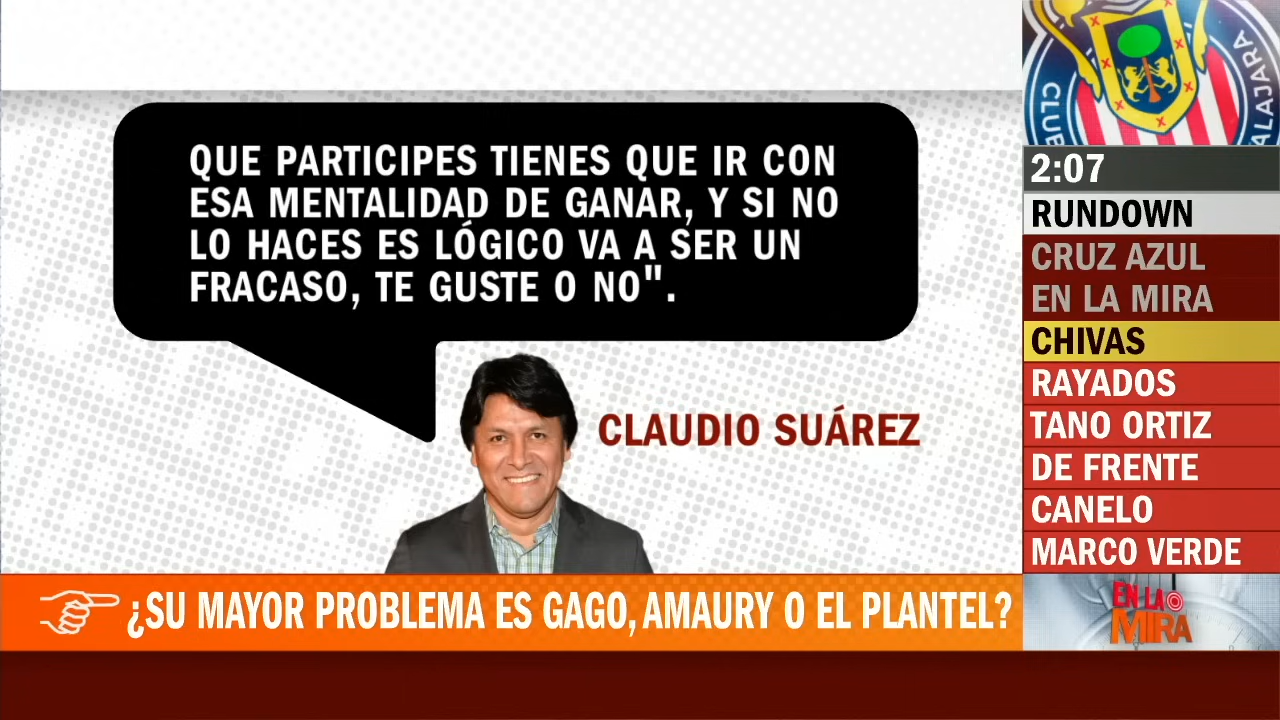 QUE PARTICIPES TIENES QUE IR CON
ESA MENTALIDAD DE GANAR, Y SI NO
LO HACES ES LÓGICO VA A SER UN
FRACASO, TE GUSTE O NO".
CLAUDIO SUÁREZ
¿SU MAYOR PROBLEMA ES GAGO, AMAURY O EL PLANTEL?
CLUB
ALAJARA
2:07
RUNDOWN
CRUZ AZUL
EN LA MIRA
CHIVAS
RAYADOS
TANO ORTIZ
DE FRENTE
CANELO
MARCO VERDE
EN LA
MIRA